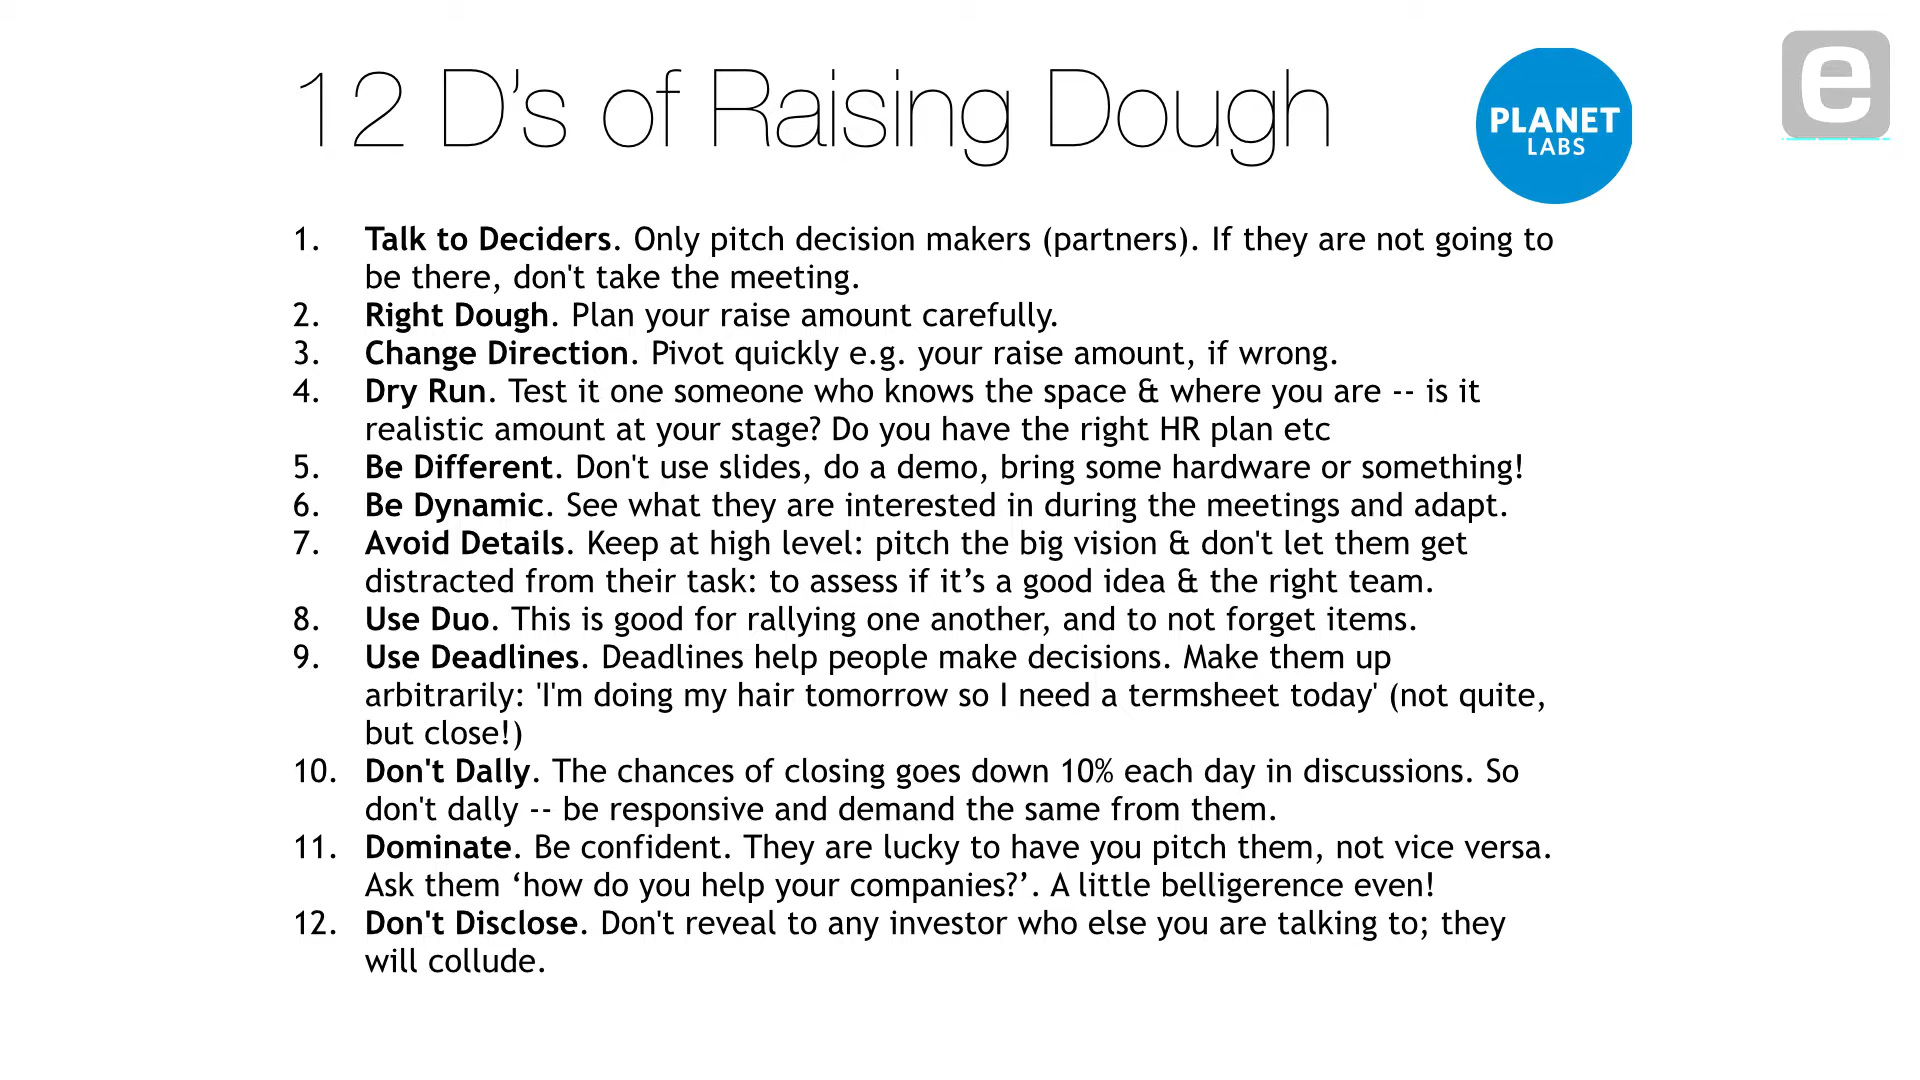 12 D’s of Raising Dough
PLANET
LABS
e
1. Talk to Deciders. Only pitch decision makers (partners). If they are not going to
be there, don't take the meeting.
2. Right Dough. Plan your raise amount carefully.
3. Change Direction. Pivot quickly e.g. your raise amount, if wrong.
4. Dry Run. Test it one someone who knows the space & where you are -- is it
realistic amount at your stage? Do you have the right HR plan etc
5. Be Different. Don't use slides, do a demo, bring some hardware or something!
6. Be Dynamic. See what they are interested in during the meetings and adapt.
7. Avoid Details. Keep at high level: pitch the big vision & don't let them get
distracted from their task: to assess if it’s a good idea & the right team.
8. Use Duo. This is good for rallying one another, and to not forget items.
9. Use Deadlines. Deadlines help people make decisions. Make them up
arbitrarily: 'I'm doing my hair tomorrow so I need a termsheet today' (not quite,
but close!)
10. Don't Dally. The chances of closing goes down 10% each day in discussions. So
don't dally -- be responsive and demand the same from them.
11. Dominate. Be confident. They are lucky to have you pitch them, not vice versa.
Ask them ‘how do you help your companies?’. A little belligerence even!
12. Don't Disclose. Don't reveal to any investor who else you are talking to; they
will collude.